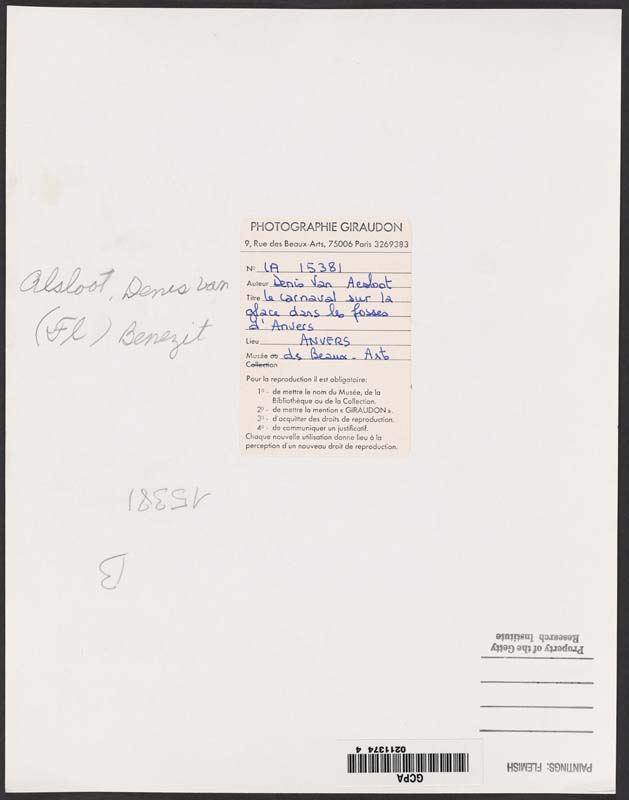 PHOTOGRAPHIE GIRAUDON
9, Rue des Beaux-Arts, 75006 Paris 3269383
N° LA 15381
Auteur Denis Van Aesloot
Titre le carnaval sur la
glace dans les fosses
d'Anvers
Lieu ANVERS
Musée ou ds Beaux-Arts
Collection
Pour la reproduction il est obligatoire:
1° - de mettre le nom du Musée, de la
Bibliothèque ou de la Collection.
2° - de mettre la mention « GIRAUDON ».
3° - d'acquitter des droits de reproduction.
4° - de communiquer un justificatif.
Chaque nouvelle utilisation donne lieu à la
perception d'un nouveau droit de reproduction.
Alsloot, Denis van
(Fl) Benezit
15381
B
Property of the Getty
Research Institute
PAINTINGS: FLEMISH
GCPA
0211374 4